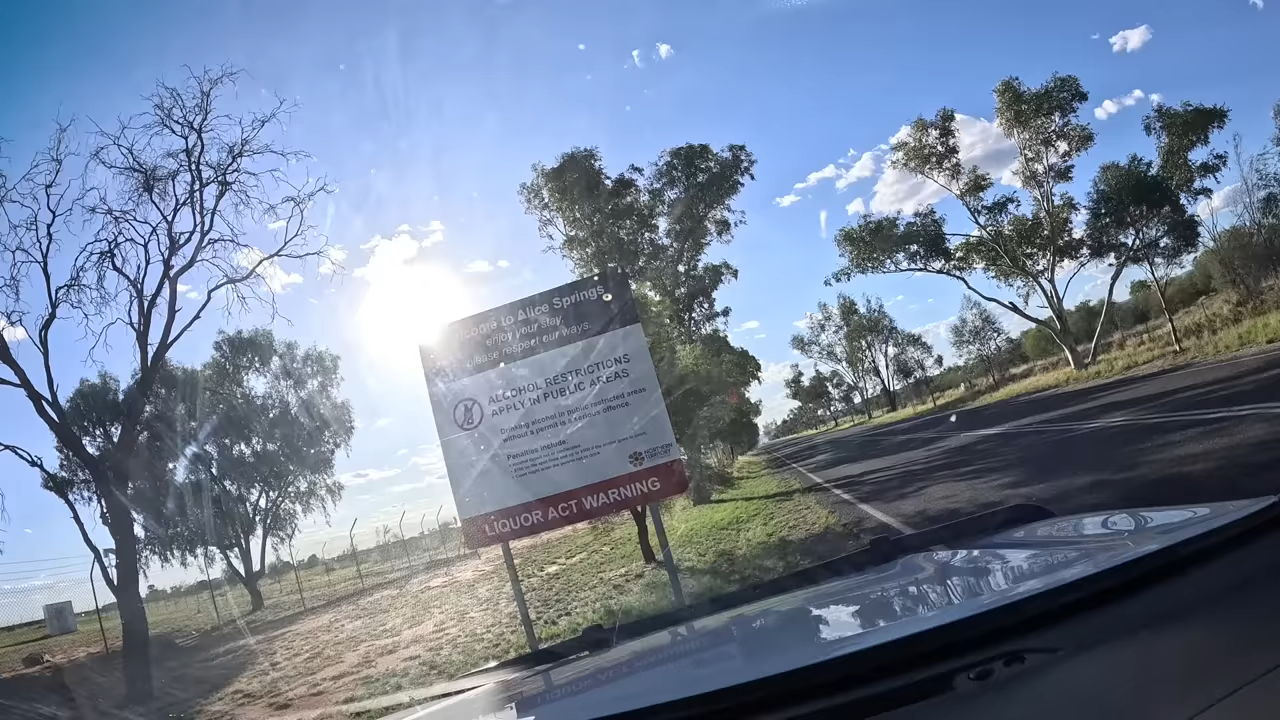 come to Alice Springs
enjoy your stay,
please respect our ways.
ALCOHOL RESTRICTIONS
APPLY IN PUBLIC AREAS
Drinking alcohol in public restricted areas
without a permit is a serious offence.
Penalties include:
NORTHERN
TERRITORY
LIQUOR ACT WARNING